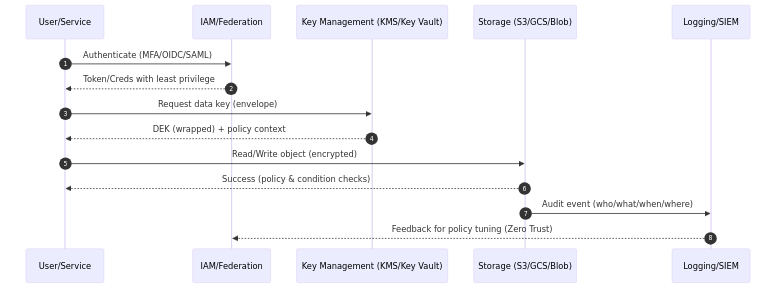 User/Service
IAM/Federation
Key Management (KMS/Key Vault)
Storage (S3/GCS/Blob)
Logging/SIEM
Authenticate (MFA/OIDC/SAML)
1
Token/Creds with least privilege
2
Request data key (envelope)
3
DEK (wrapped) + policy context
4
Read/Write object (encrypted)
5
Success (policy & condition checks)
6
Audit event (who/what/when/where)
7
Feedback for policy tuning (Zero Trust)
8
User/Service
IAM/Federation
Key Management (KMS/Key Vault)
Storage (S3/GCS/Blob)
Logging/SIEM